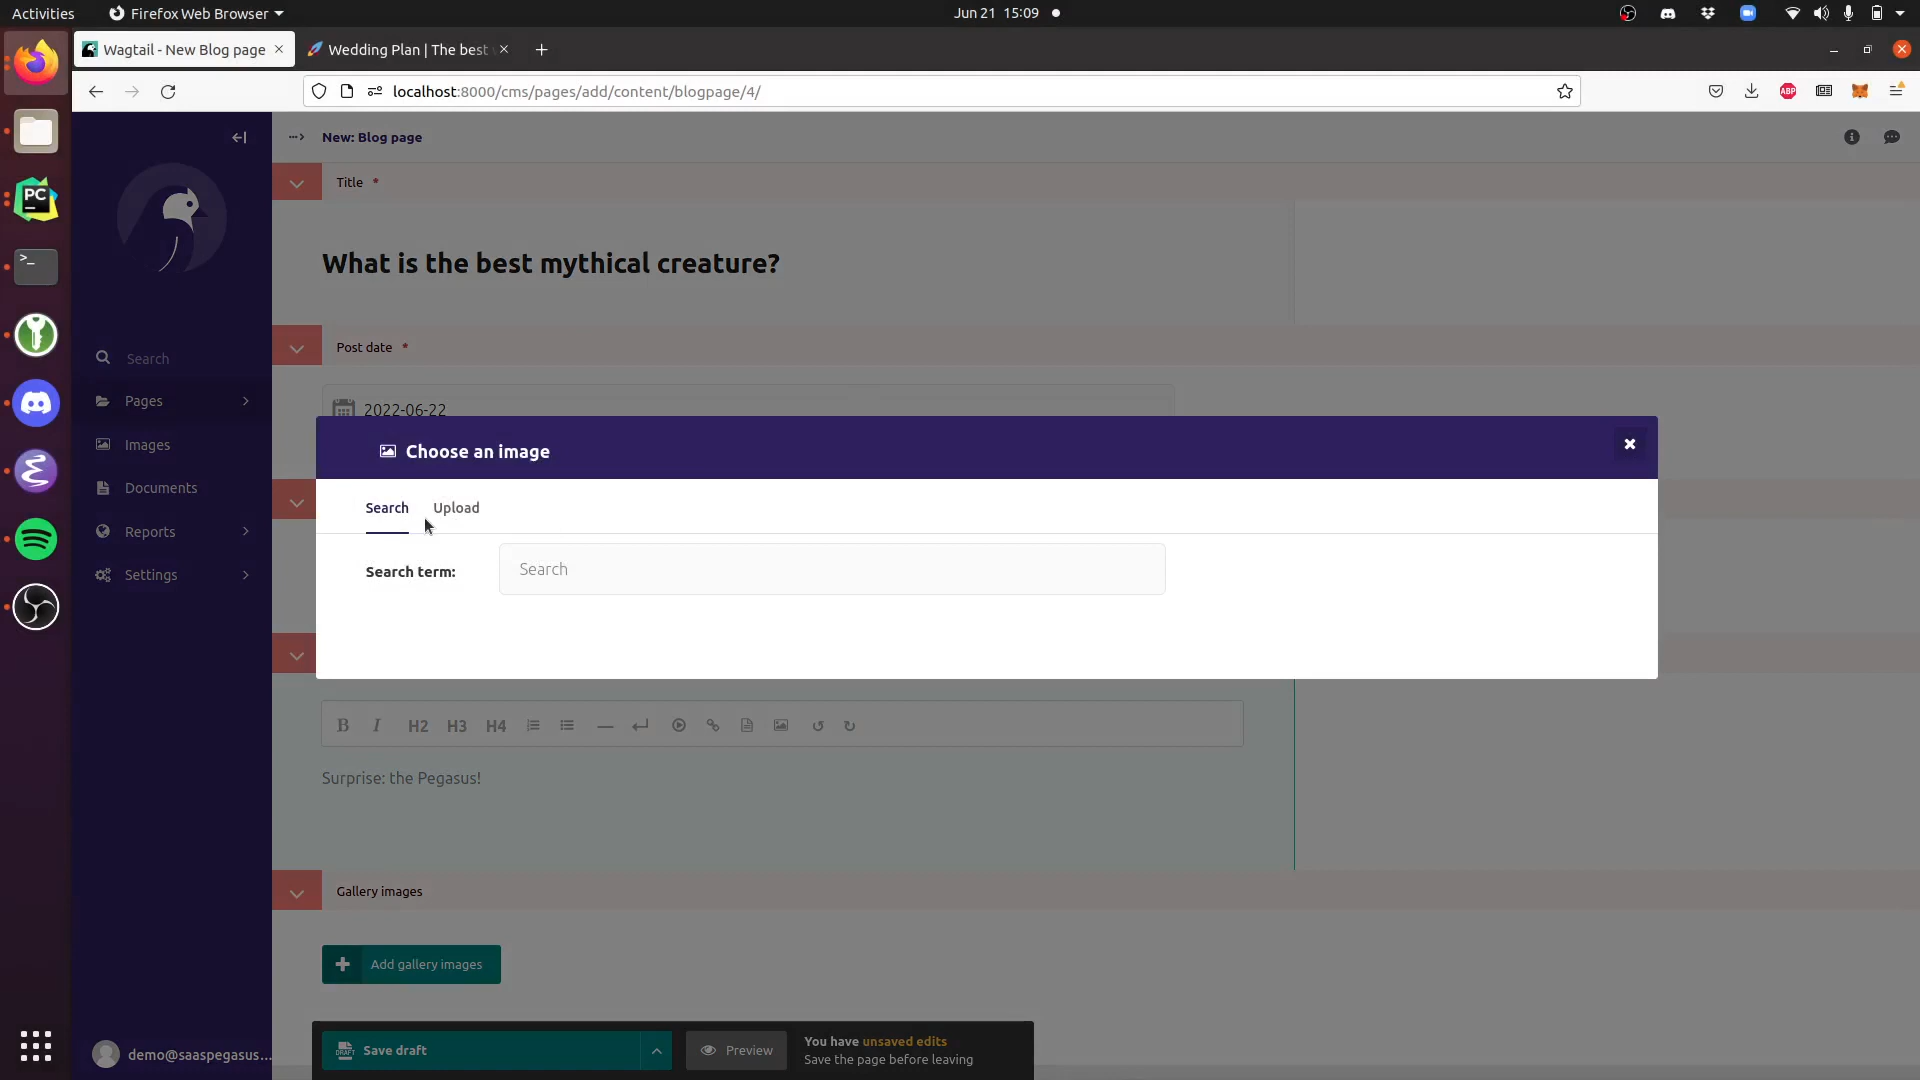 Activities
Firefox Web Browser
Jun 21 15:09
Wagtail - New Blog page
Wedding Plan | The best
localhost:8000/cms/pages/add/content/blogpage/4/
ABP
New: Blog page
Title *
What is the best mythical creature?
Post date *
2022-06-22
Search
Pages
Images
Documents
Reports
Settings
Choose an image
Search Upload
Search term: Search
B I H2 H3 H4
Surprise: the Pegasus!
Gallery images
Add gallery images
DRAFT Save draft
Preview
You have unsaved edits
Save the page before leaving
demo@saaspegasus...
PC
>_